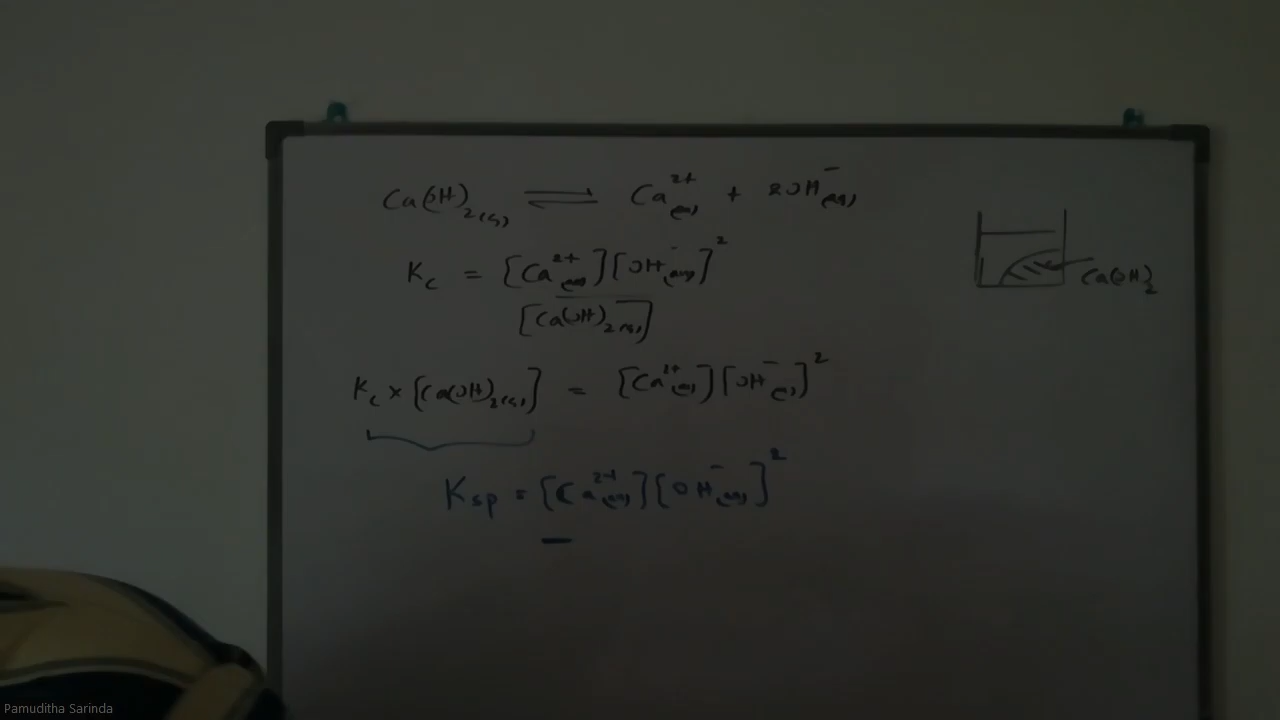 Ca(OH)₂(s) ⇌ Ca²⁺(aq) + 2OH⁻(aq)
Kc = [Ca²⁺(aq)][OH⁻(aq)]²
[Ca(OH)₂(s)]
Ca(OH)₂
Kc × [Ca(OH)₂(s)] = [Ca²⁺(aq)][OH⁻(aq)]²
Ksp = [Ca²⁺(aq)][OH⁻(aq)]²
Pamuditha Sarinda